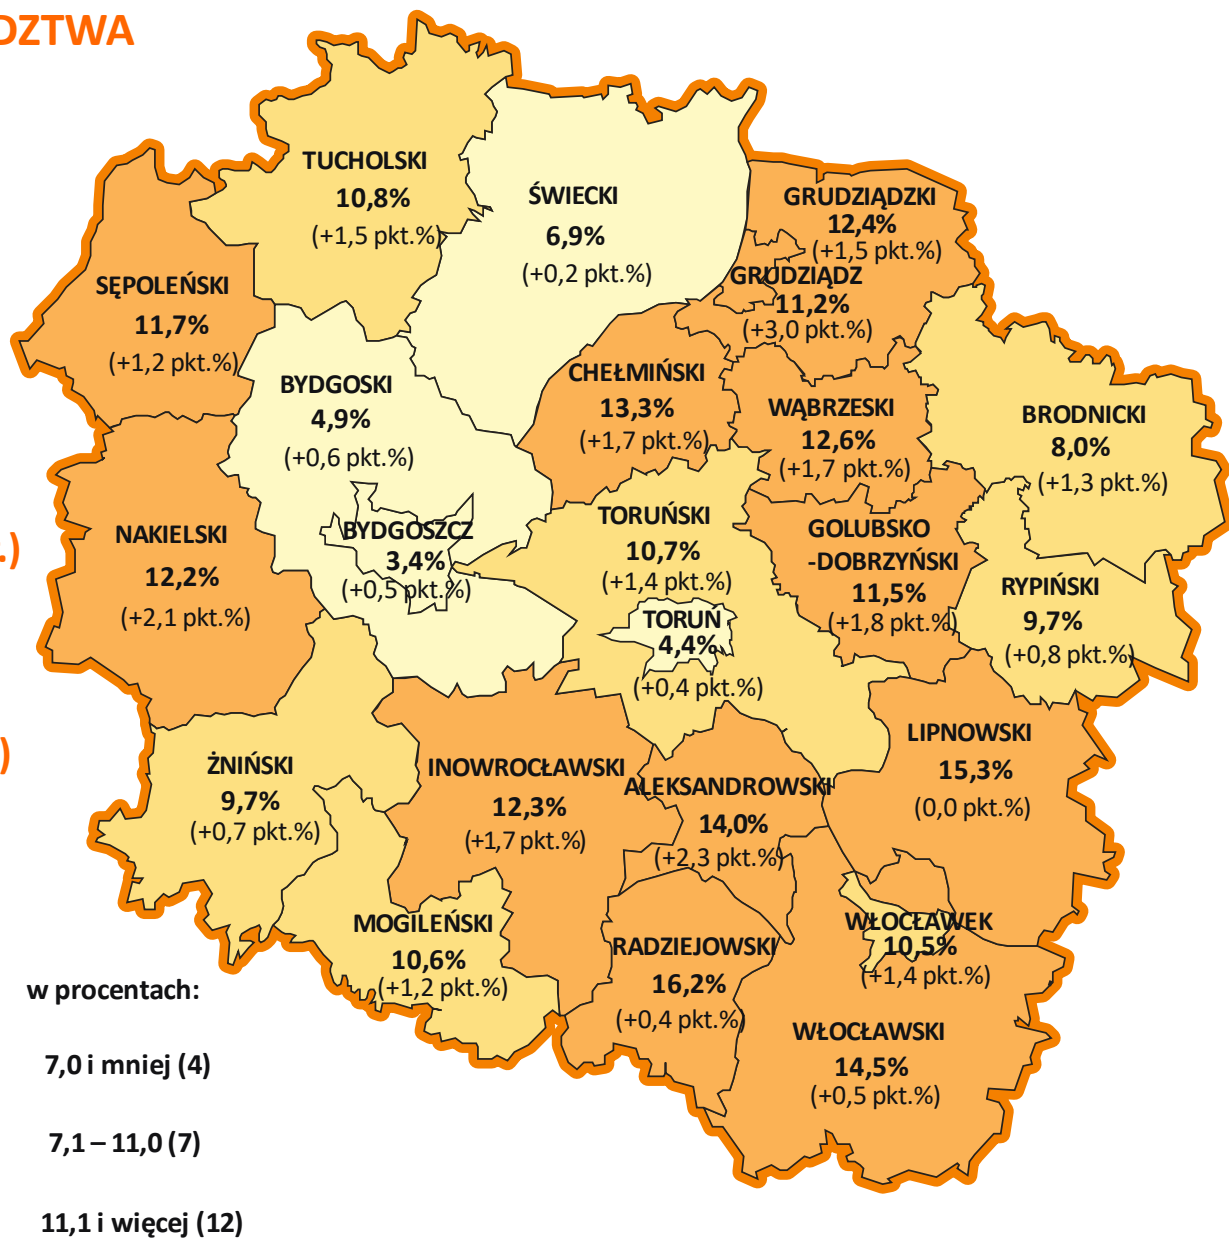 DZTWA
TUCHOLSKI
10,8%
(+1,5 pkt.%)
ŚWIECKI
6,9%
(+0,2 pkt.%)
GRUDZIĄDZKI
12,4%
(+1,5 pkt.%)
GRUDZIĄDZ
11,2%
(+3,0 pkt.%)
SĘPOLEŃSKI
11,7%
(+1,2 pkt.%)
BYDGOSKI
4,9%
(+0,6 pkt.%)
CHEŁMIŃSKI
13,3%
(+1,7 pkt.%)
WĄBRZESKI
12,6%
(+1,7 pkt.%)
BRODNICKI
8,0%
(+1,3 pkt.%)
NAKIELSKI
12,2%
(+2,1 pkt.%)
.)
BYDGOSZCZ
3,4%
(+0,5 pkt.%)
TORUŃSKI
10,7%
(+1,4 pkt.%)
GOLUBSKO
-DOBRZYŃSKI
11,5%
(+1,8 pkt.%)
RYPIŃSKI
9,7%
(+0,8 pkt.%)
TORUŃ
4,4%
(+0,4 pkt.%)
)
ŻNIŃSKI
9,7%
(+0,7 pkt.%)
INOWROCŁAWSKI
12,3%
(+1,7 pkt.%)
ALEKSANDROWSKI
14,0%
(+2,3 pkt.%)
LIPNOWSKI
15,3%
(0,0 pkt.%)
MOGILEŃSKI
10,6%
(+1,2 pkt.%)
RADZIEJOWSKI
16,2%
(+0,4 pkt.%)
WŁOCŁAWEK
10,5%
(+1,4 pkt.%)
WŁOCŁAWSKI
14,5%
(+0,5 pkt.%)
w procentach:
7,0 i mniej (4)
7,1 – 11,0 (7)
11,1 i więcej (12)